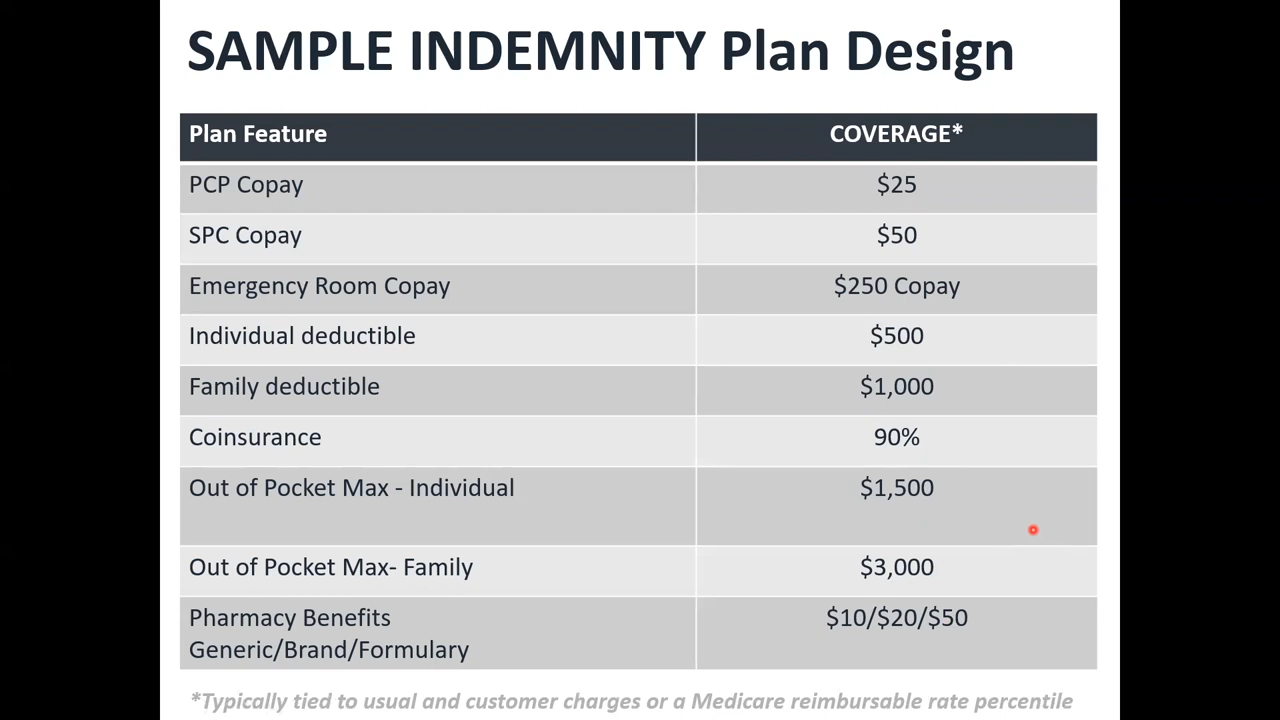 SAMPLE INDEMNITY Plan Design
Plan Feature COVERAGE*
PCP Copay $25
SPC Copay $50
Emergency Room Copay $250 Copay
Individual deductible $500
Family deductible $1,000
Coinsurance 90%
Out of Pocket Max - Individual $1,500
Out of Pocket Max- Family $3,000
Pharmacy Benefits $10/$20/$50
Generic/Brand/Formulary
*Typically tied to usual and customer charges or a Medicare reimbursable rate percentile